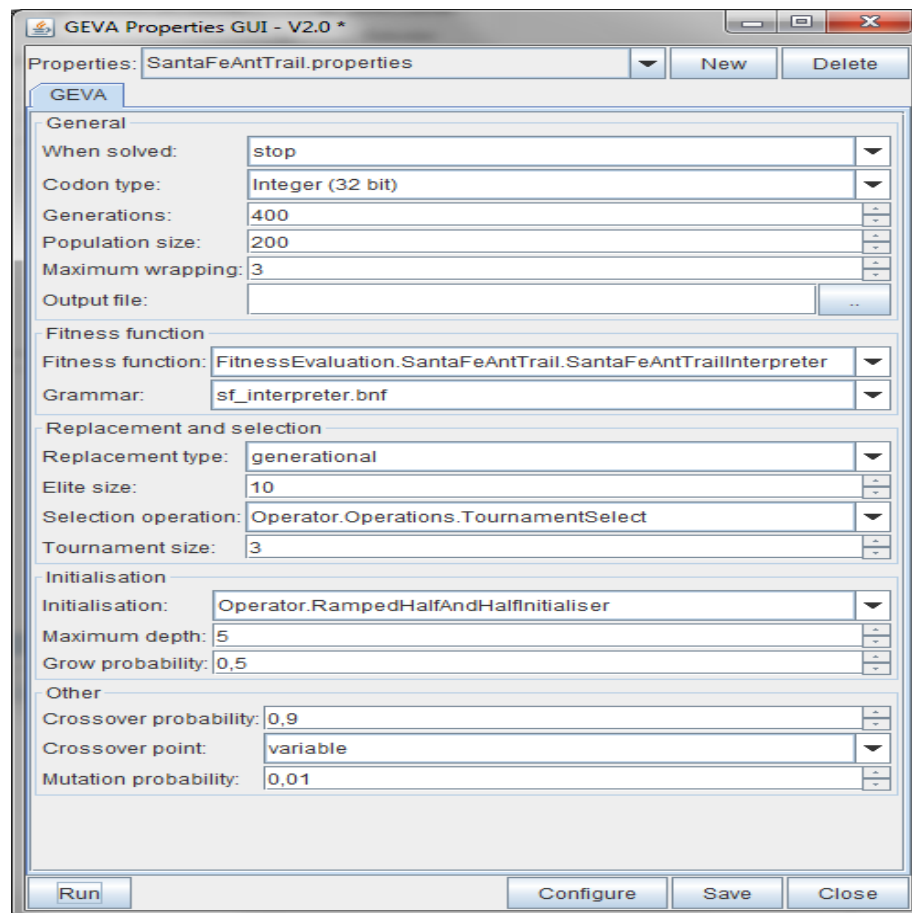 GEVA Properties GUI - V2.0 *
Properties: SantaFeAntTrail.properties New Delete
GEVA
General
When solved: stop
Codon type: Integer (32 bit)
Generations: 400
Population size: 200
Maximum wrapping: 3
Output file: ..
Fitness function
Fitness function: FitnessEvaluation.SantaFeAntTrail.SantaFeAntTrailInterpreter
Grammar: sf_interpreter.bnf
Replacement and selection
Replacement type: generational
Elite size: 10
Selection operation: Operator.Operations.TournamentSelect
Tournament size: 3
Initialisation
Initialisation: Operator.RampedHalfAndHalfInitialiser
Maximum depth: 5
Grow probability: 0,5
Other
Crossover probability: 0,9
Crossover point: variable
Mutation probability: 0,01
Run Configure Save Close